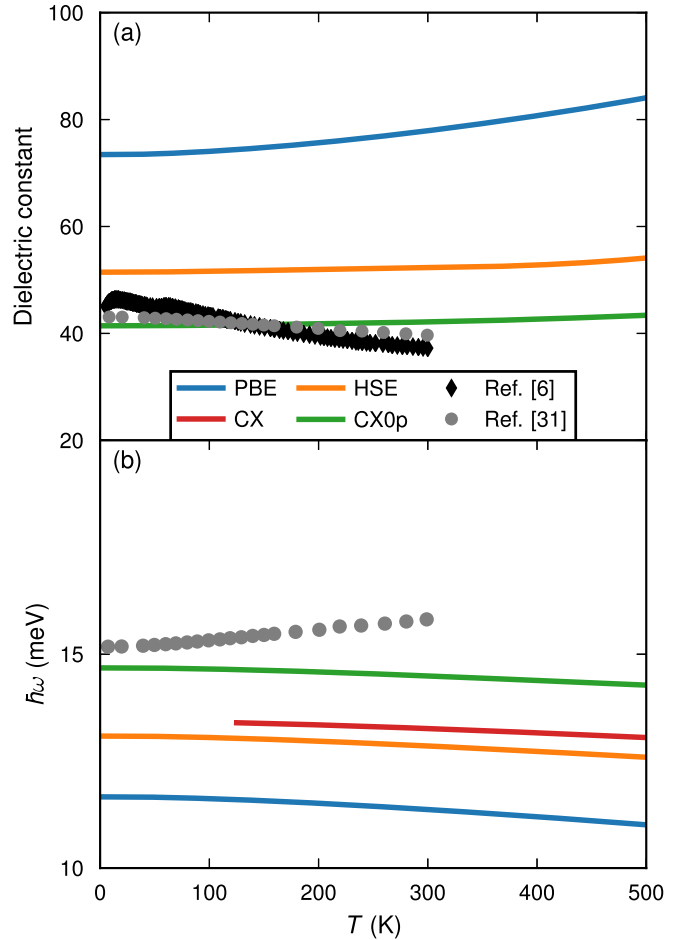 100
(a)
80
60
40
20
Dielectric constant
PBE HSE Ref. [6]
CX CX0p Ref. [31]
(b)
15
10
ℏω (meV)
0 100 200 300 400 500
T (K)